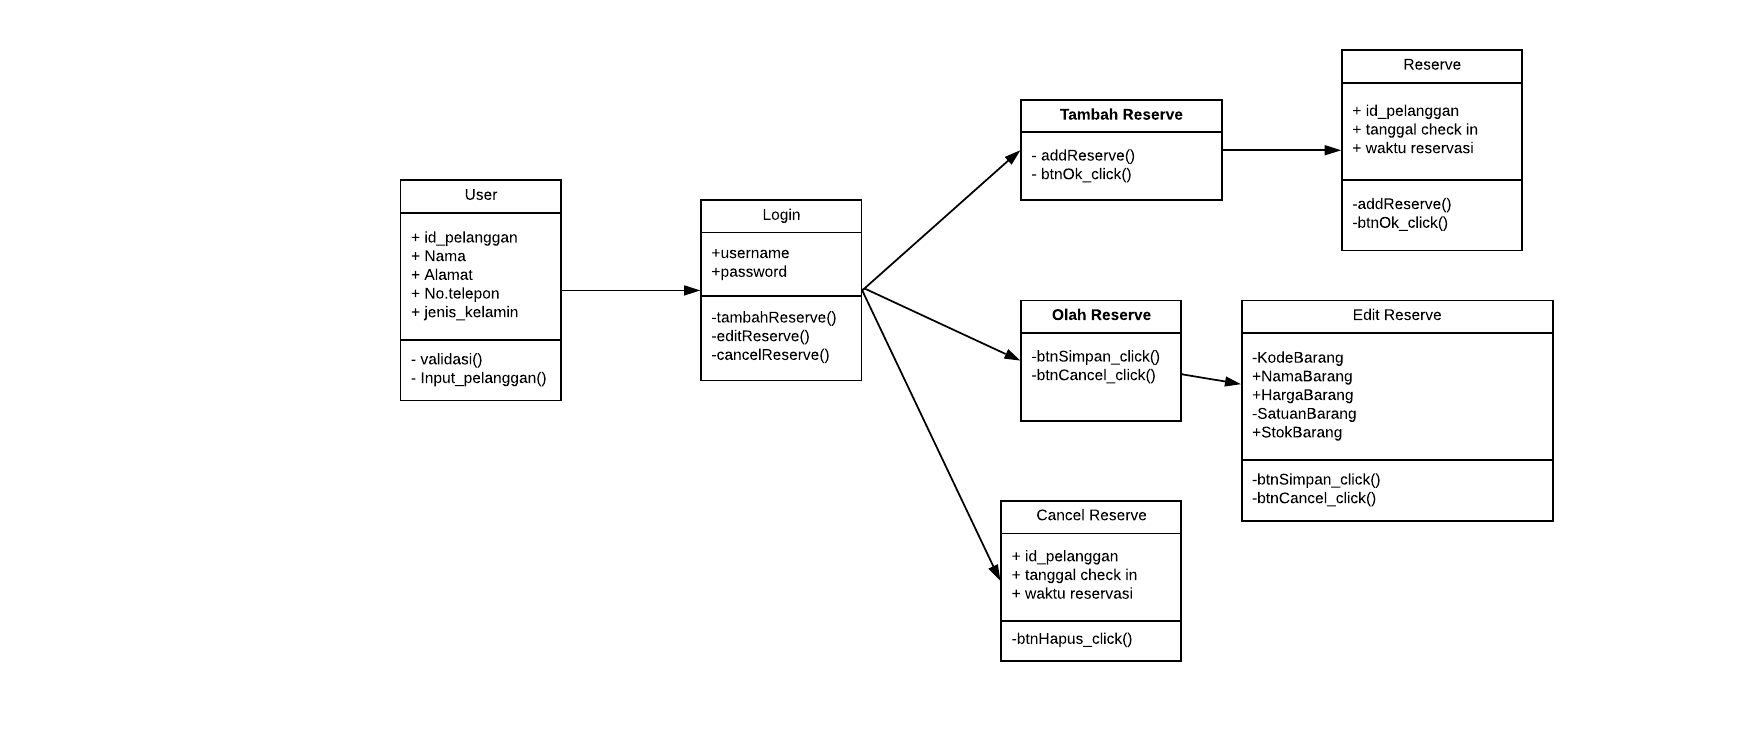 User
+ id_pelanggan
+ Nama
+ Alamat
+ No.telepon
+ jenis_kelamin
- validasi()
- Input_pelanggan()
Login
+username
+password
-tambahReserve()
-editReserve()
-cancelReserve()
Tambah Reserve
- addReserve()
- btnOk_click()
Reserve
+ id_pelanggan
+ tanggal check in
+ waktu reservasi
-addReserve()
-btnOk_click()
Olah Reserve
-btnSimpan_click()
-btnCancel_click()
Edit Reserve
-KodeBarang
+NamaBarang
+HargaBarang
-SatuanBarang
+StokBarang
-btnSimpan_click()
-btnCancel_click()
Cancel Reserve
+ id_pelanggan
+ tanggal check in
+ waktu reservasi
-btnHapus_click()